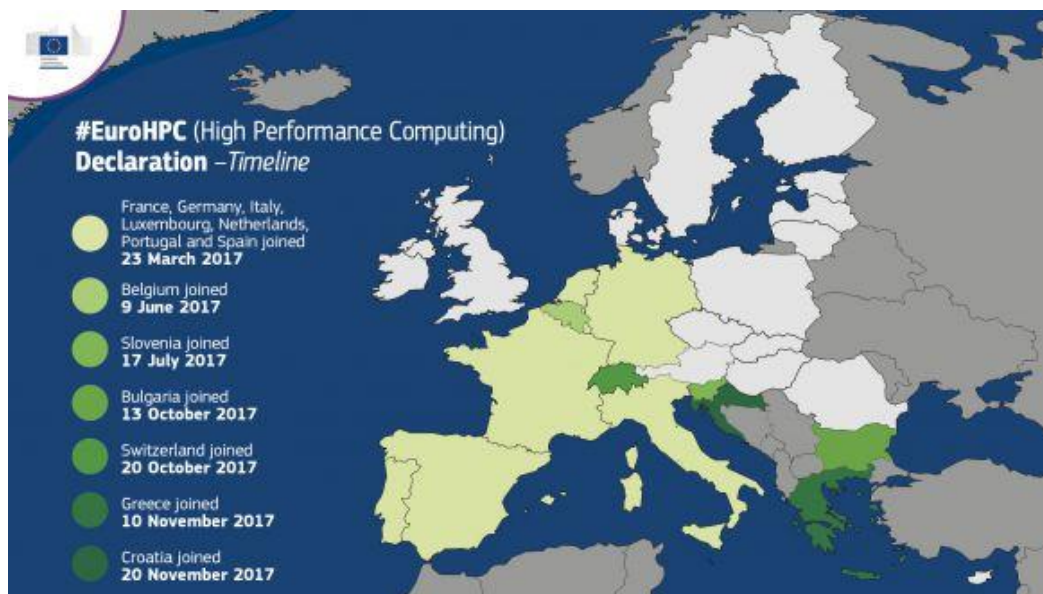 #EuroHPC (High Performance Computing)
Declaration –Timeline
France, Germany, Italy,
Luxembourg, Netherlands,
Portugal and Spain joined
23 March 2017
Belgium joined
9 June 2017
Slovenia joined
17 July 2017
Bulgaria joined
13 October 2017
Switzerland joined
20 October 2017
Greece joined
10 November 2017
Croatia joined
20 November 2017